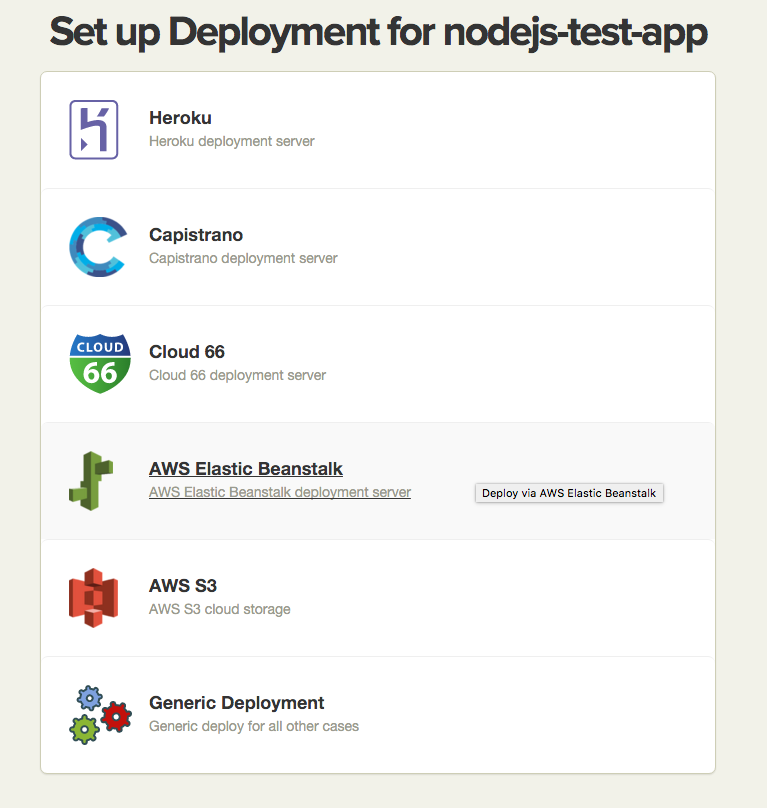 Set up Deployment for nodejs-test-app
Heroku
Heroku deployment server
Capistrano
Capistrano deployment server
CLOUD
66
Cloud 66
Cloud 66 deployment server
AWS Elastic Beanstalk
AWS Elastic Beanstalk deployment server
Deploy via AWS Elastic Beanstalk
AWS S3
AWS S3 cloud storage
Generic Deployment
Generic deploy for all other cases